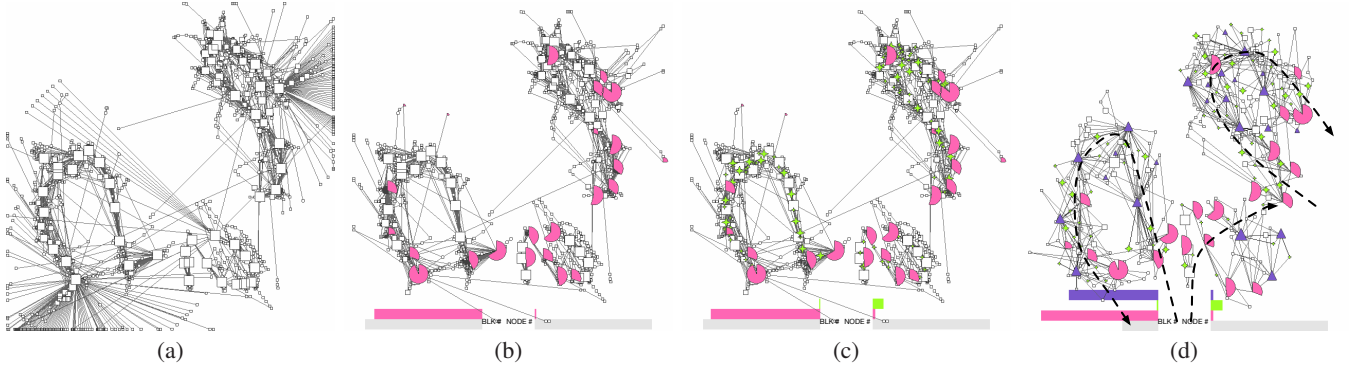 BLK # NODE #
BLK # NODE #
BLK # NODE #
(a)
(b)
(c)
(d)